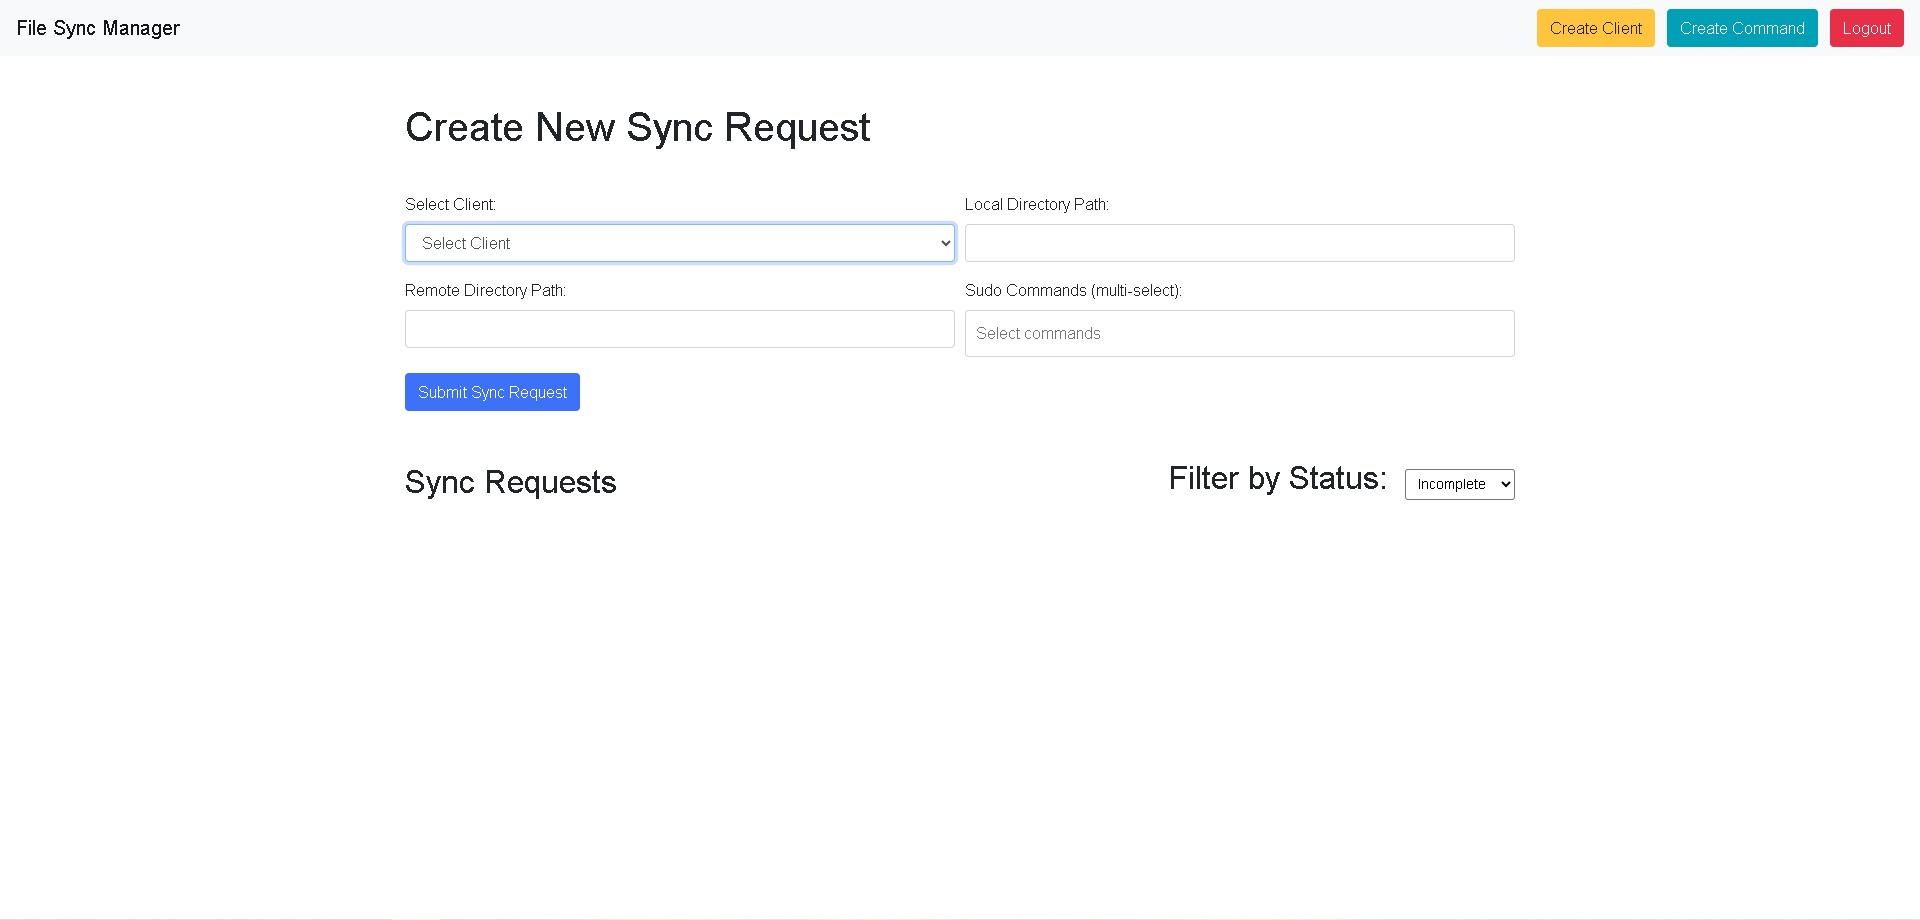 File Sync Manager
Create Client
Create Command
Logout
Create New Sync Request
Select Client:
Local Directory Path:
Select Client
Remote Directory Path:
Sudo Commands (multi-select):
Select commands
Submit Sync Request
Sync Requests
Filter by Status:
Incomplete